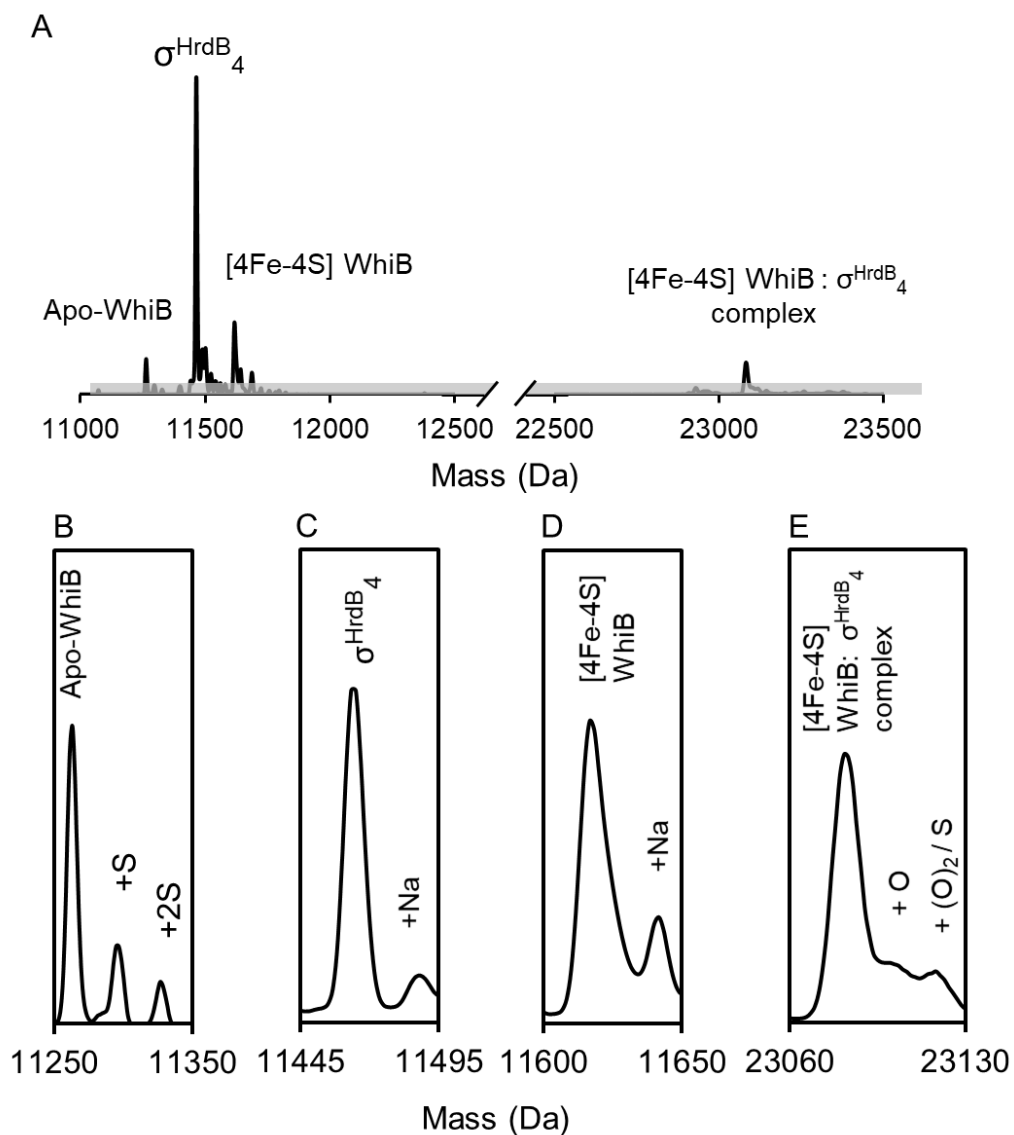 A
σHrdB4
[4Fe-4S] WhiB
Apo-WhiB
[4Fe-4S] WhiB : σHrdB4
complex
11000 11500 12000 12500 22500 23000 23500
Mass (Da)
B
Apo-WhiB
+S
+2S
11250 11350
C
σHrdB4
+Na
11445 11495
D
[4Fe-4S]
WhiB
+Na
11600 11650
E
[4Fe-4S]
WhiB: σHrdB4
complex
+ O
+ (O)2 / S
23060 23130
Mass (Da)